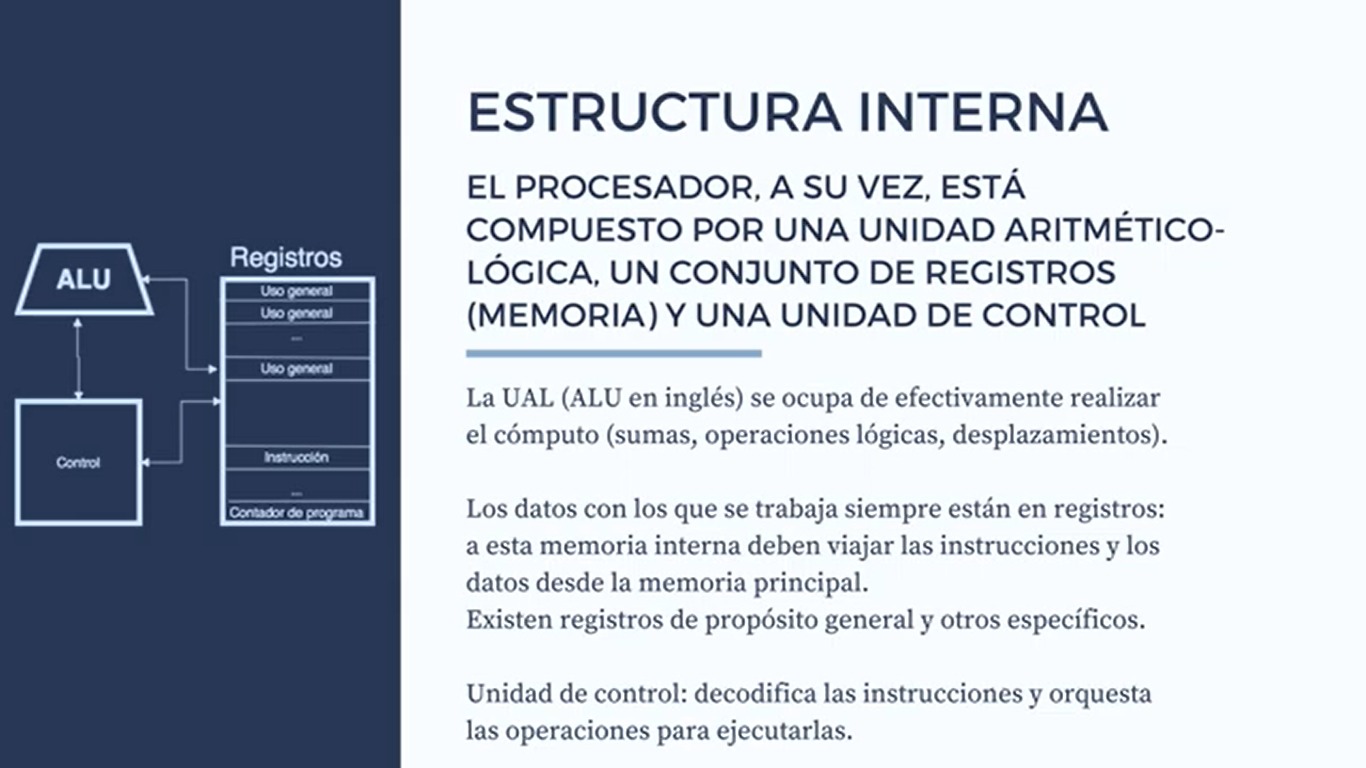 ESTRUCTURA INTERNA
EL PROCESADOR, A SU VEZ, ESTÁ
COMPUESTO POR UNA UNIDAD ARITMÉTICO-
LÓGICA, UN CONJUNTO DE REGISTROS
(MEMORIA) Y UNA UNIDAD DE CONTROL
La UAL (ALU en inglés) se ocupa de efectivamente realizar
el cómputo (sumas, operaciones lógicas, desplazamientos).
Los datos con los que se trabaja siempre están en registros:
a esta memoria interna deben viajar las instrucciones y los
datos desde la memoria principal.
Existen registros de propósito general y otros específicos.
Unidad de control: decodifica las instrucciones y orquesta
las operaciones para ejecutarlas.
ALU
Control
Registros
Uso general
Uso general
...
Uso general
Instrucción
...
Contador de programa